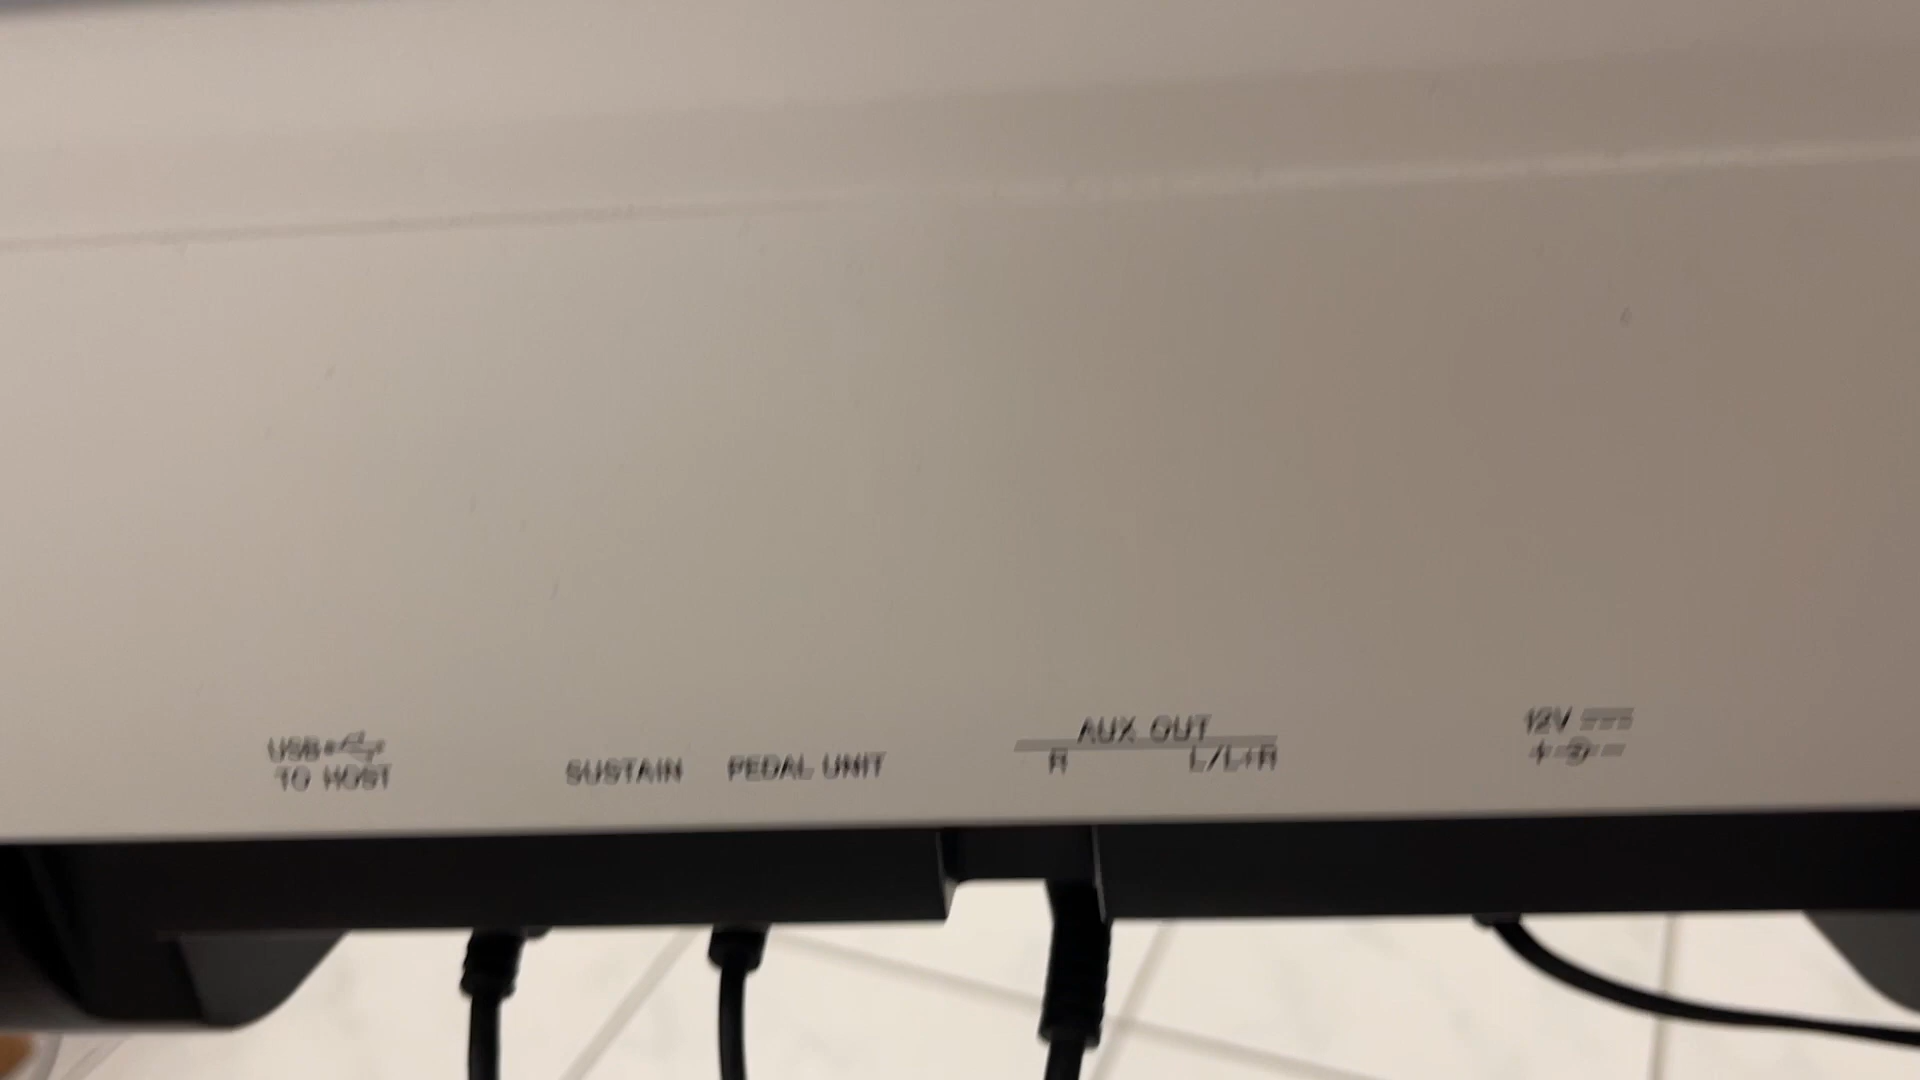 USB
TO HOST
SUSTAIN
PEDAL UNIT
AUX OUT
R L/L+R
12V